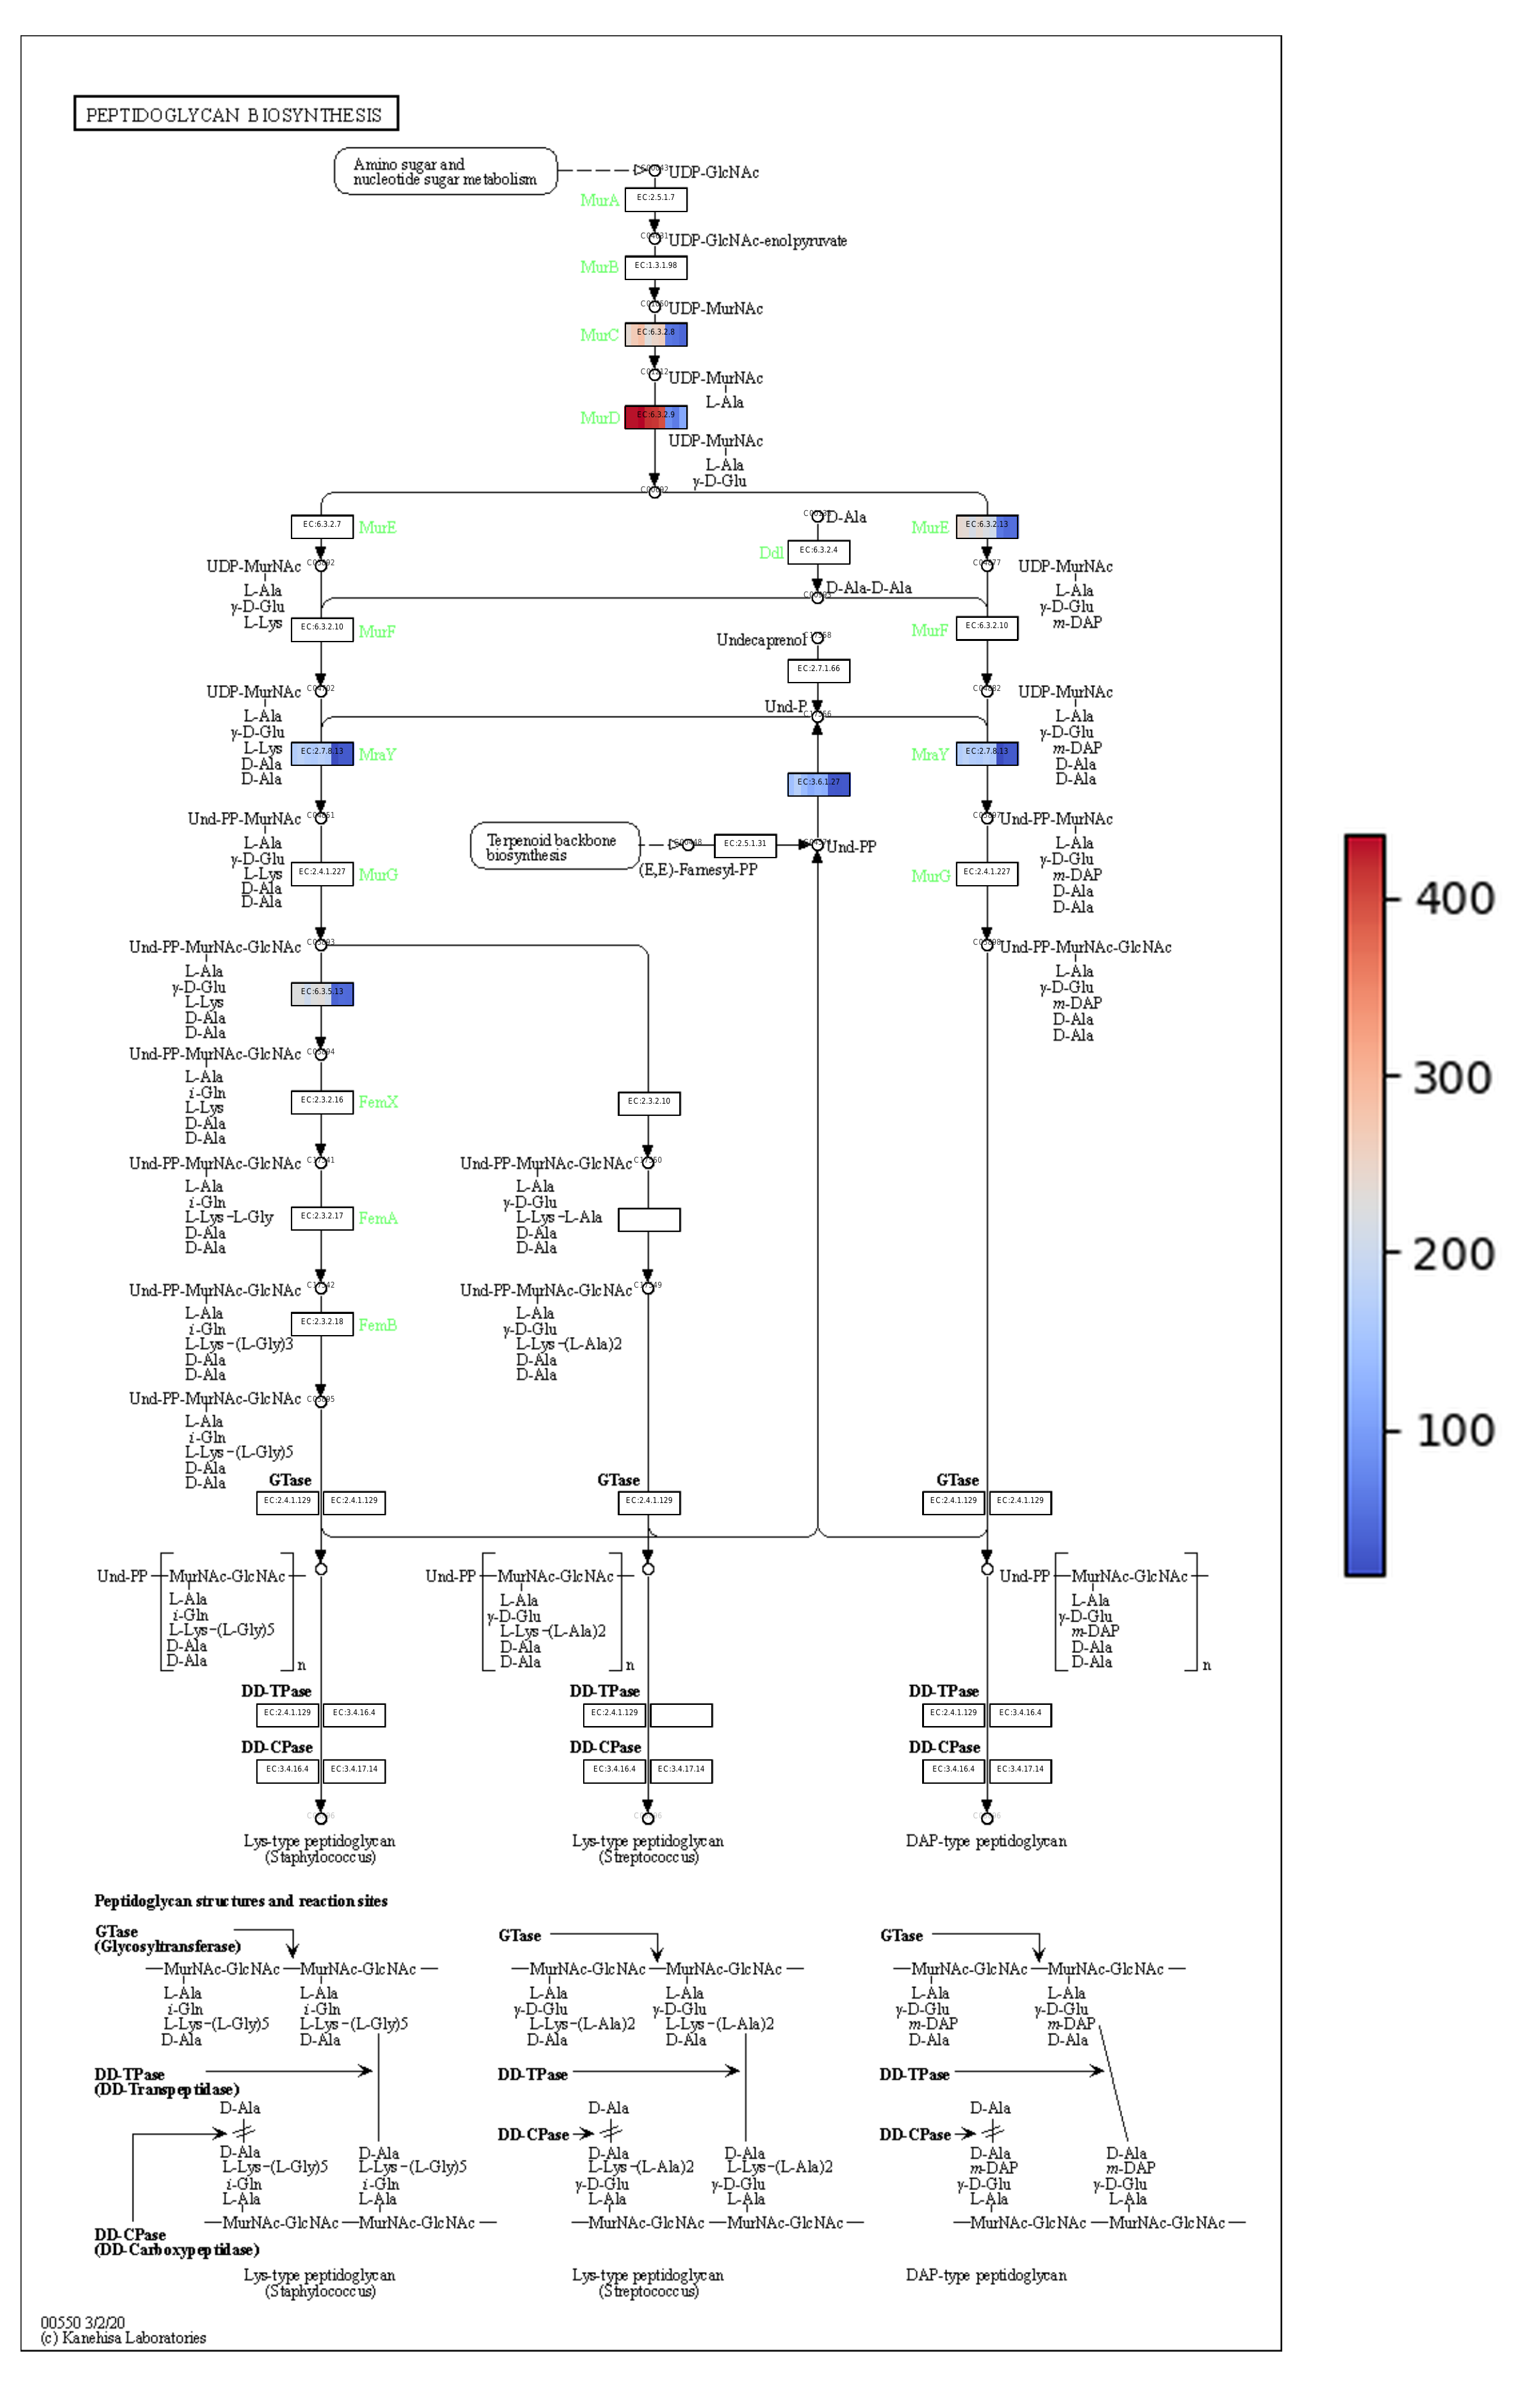 PEPTIDOGLYCAN BIOSYNTHESIS
Amino sugar and
nucleotide sugar metabolism
UDP-GlcNAc
MurA
EC:2.5.1.7
UDP-GlcNAc-enolpyruvate
MurB
EC:1.3.1.98
UDP-MurNAc
MurC
EC:6.3.2.8
UDP-MurNAc
L-Ala
MurD
EC:6.3.2.9
UDP-MurNAc
L-Ala
γ-D-Glu
EC:6.3.2.7
MurE
D-Ala
Ddl
EC:6.3.2.4
D-Ala-D-Ala
MurE
EC:6.3.2.13
UDP-MurNAc
L-Ala
γ-D-Glu
L-Lys
UDP-MurNAc
L-Ala
γ-D-Glu
m-DAP
EC:6.3.2.10
MurF
MurF
EC:6.3.2.10
Undecaprenol
EC:2.7.1.66
Und-P
UDP-MurNAc
L-Ala
γ-D-Glu
L-Lys
D-Ala
D-Ala
EC:2.7.8.13
MraY
MraY
EC:2.7.8.13
UDP-MurNAc
L-Ala
γ-D-Glu
m-DAP
D-Ala
D-Ala
EC:3.6.1.27
Und-PP-MurNAc
L-Ala
γ-D-Glu
L-Lys
D-Ala
D-Ala
EC:2.4.1.227
MurG
Terpenoid backbone
biosynthesis
EC:2.5.1.31
(E,E)-Farnesyl-PP
Und-PP
MurG
EC:2.4.1.227
Und-PP-MurNAc
L-Ala
γ-D-Glu
m-DAP
D-Ala
D-Ala
Und-PP-MurNAc-GlcNAc
L-Ala
γ-D-Glu
L-Lys
D-Ala
D-Ala
EC:6.3.5.13
Und-PP-MurNAc-GlcNAc
L-Ala
γ-D-Glu
m-DAP
D-Ala
D-Ala
Und-PP-MurNAc-GlcNAc
L-Ala
i-Gln
L-Lys
D-Ala
D-Ala
EC:2.3.2.16
FemX
EC:2.3.2.10
Und-PP-MurNAc-GlcNAc
L-Ala
i-Gln
L-Lys-L-Gly
D-Ala
D-Ala
EC:2.3.2.17
FemA
Und-PP-MurNAc-GlcNAc
L-Ala
γ-D-Glu
L-Lys-L-Ala
D-Ala
D-Ala
Und-PP-MurNAc-GlcNAc
L-Ala
i-Gln
L-Lys-(L-Gly)3
D-Ala
D-Ala
EC:2.3.2.18
FemB
Und-PP-MurNAc-GlcNAc
L-Ala
γ-D-Glu
L-Lys-(L-Ala)2
D-Ala
D-Ala
Und-PP-MurNAc-GlcNAc
L-Ala
i-Gln
L-Lys-(L-Gly)5
D-Ala
D-Ala
GTase
EC:2.4.1.129 EC:2.4.1.129
GTase
EC:2.4.1.129
GTase
EC:2.4.1.129 EC:2.4.1.129
Und-PP MurNAc-GlcNAc
L-Ala
i-Gln
L-Lys-(L-Gly)5
D-Ala
D-Ala
n
Und-PP MurNAc-GlcNAc
L-Ala
γ-D-Glu
L-Lys-(L-Ala)2
D-Ala
D-Ala
n
Und-PP MurNAc-GlcNAc
L-Ala
γ-D-Glu
m-DAP
D-Ala
D-Ala
n
DD-TPase
EC:2.4.1.129 EC:3.4.16.4
DD-CPase
EC:3.4.16.4 EC:3.4.17.14
Lys-type peptidoglycan
(Staphylococcus)
DD-TPase
EC:2.4.1.129
DD-CPase
EC:3.4.16.4 EC:3.4.17.14
Lys-type peptidoglycan
(Streptococcus)
DD-TPase
EC:2.4.1.129 EC:3.4.16.4
DD-CPase
EC:3.4.16.4 EC:3.4.17.14
DAP-type peptidoglycan
Peptidoglycan structures and reaction sites
GTase
(Glycosyltransferase)
MurNAc-GlcNAc MurNAc-GlcNAc
L-Ala L-Ala
i-Gln i-Gln
L-Lys-(L-Gly)5 L-Lys-(L-Gly)5
D-Ala D-Ala
DD-TPase
(DD-Transpeptidase)
D-Ala
D-Ala D-Ala
L-Lys-(L-Gly)5 L-Lys-(L-Gly)5
i-Gln i-Gln
L-Ala L-Ala
MurNAc-GlcNAc MurNAc-GlcNAc
DD-CPase
(DD-Carboxypeptidase)
Lys-type peptidoglycan
(Staphylococcus)
GTase
MurNAc-GlcNAc MurNAc-GlcNAc
L-Ala L-Ala
γ-D-Glu γ-D-Glu
L-Lys-(L-Ala)2 L-Lys-(L-Ala)2
D-Ala D-Ala
DD-TPase
D-Ala
DD-CPase
D-Ala D-Ala
L-Lys-(L-Ala)2 L-Lys-(L-Ala)2
γ-D-Glu γ-D-Glu
L-Ala L-Ala
MurNAc-GlcNAc MurNAc-GlcNAc
Lys-type peptidoglycan
(Streptococcus)
GTase
MurNAc-GlcNAc MurNAc-GlcNAc
L-Ala L-Ala
γ-D-Glu γ-D-Glu
m-DAP m-DAP
D-Ala D-Ala
DD-TPase
D-Ala
DD-CPase
D-Ala D-Ala
m-DAP m-DAP
γ-D-Glu γ-D-Glu
L-Ala L-Ala
MurNAc-GlcNAc MurNAc-GlcNAc
DAP-type peptidoglycan
00550 3/2/20
(c) Kanehisa Laboratories
400
300
200
100